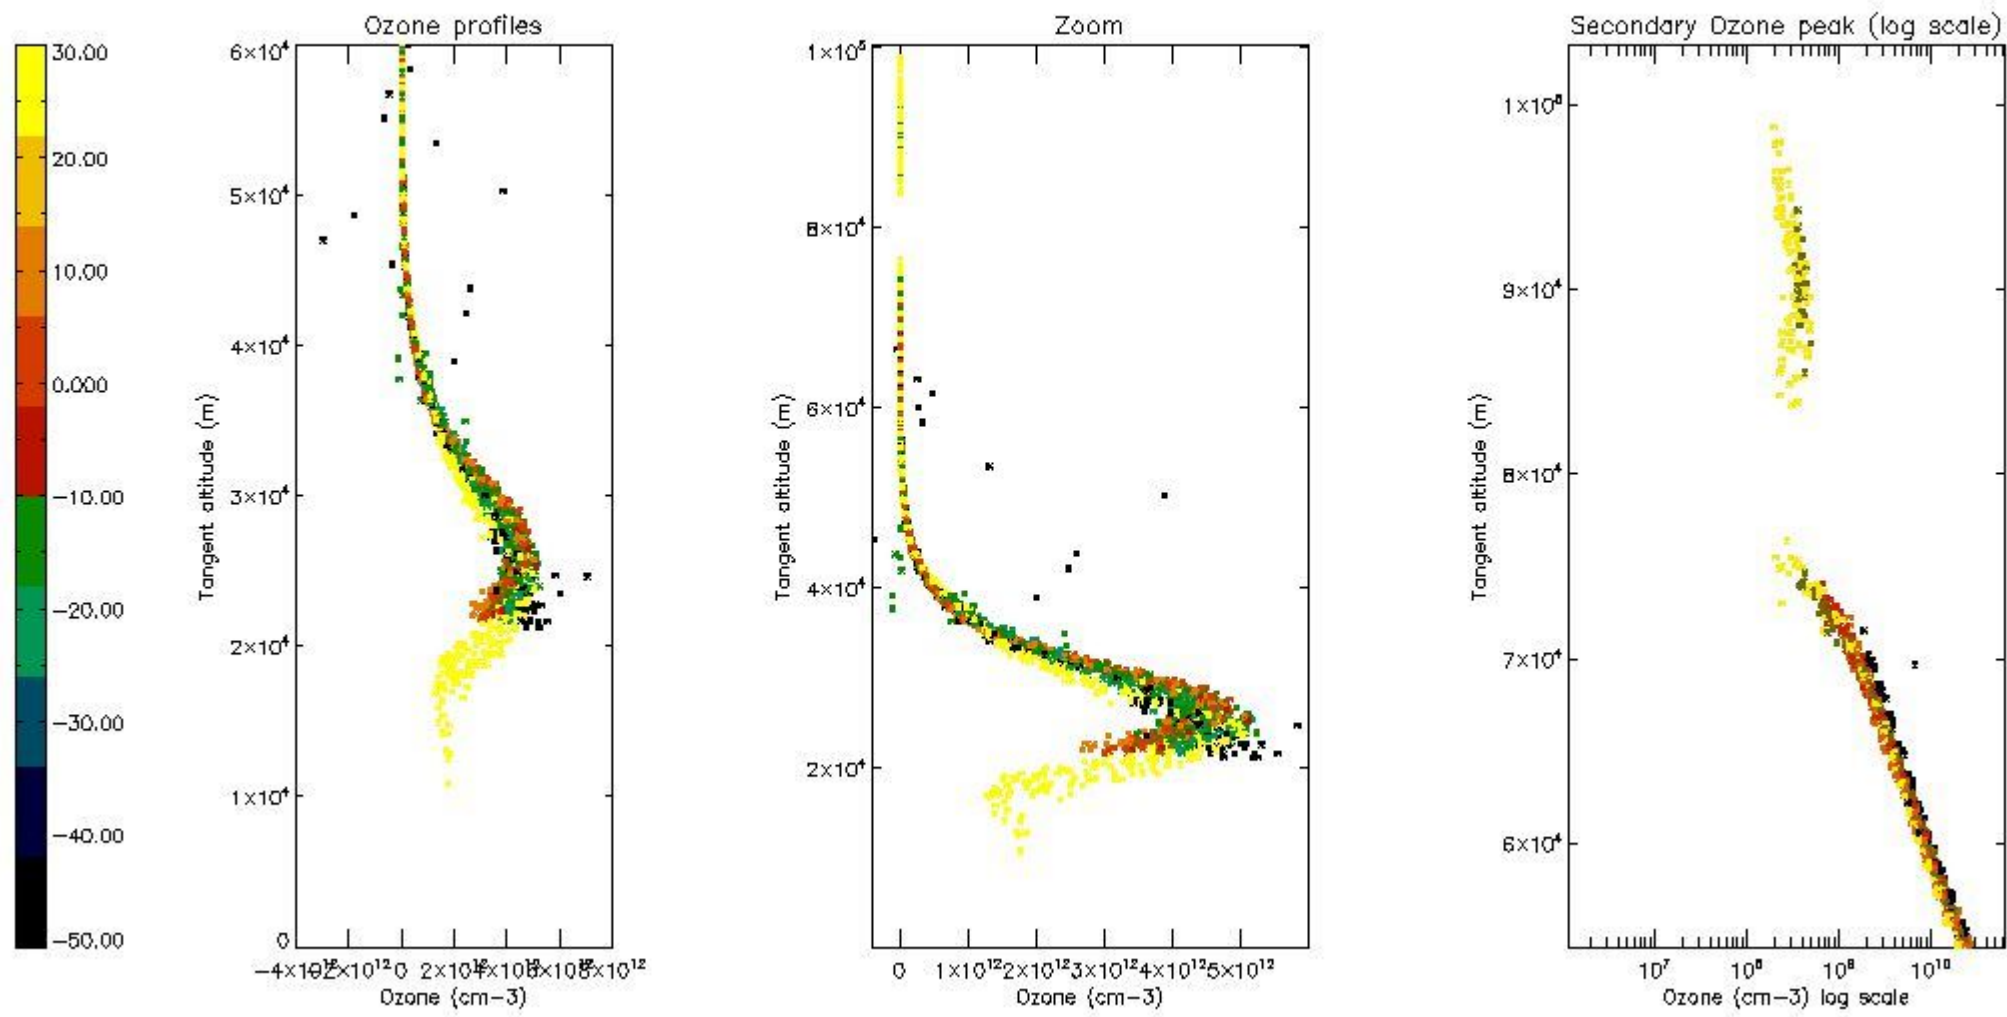 Ozone profiles
Zoom
Secondary Ozone peak (log scale)
30.00
20.00
10.00
0.000
−10.00
−20.00
−30.00
−40.00
−50.00
6×10⁴
5×10⁴
4×10⁴
3×10⁴
2×10⁴
1×10⁴
0
Tangent altitude (m)
0
Ozone (cm−3)
1×10⁵
8×10⁴
6×10⁴
4×10⁴
2×10⁴
Tangent altitude (m)
0 1×10¹² 2×10¹² 3×10¹² 4×10¹² 5×10¹²
Ozone (cm−3)
9×10⁴
8×10⁴
7×10⁴
6×10⁴
Tangent altitude (m)
10⁷ 10⁸ 10⁹ 10¹⁰
Ozone (cm−3) log scale